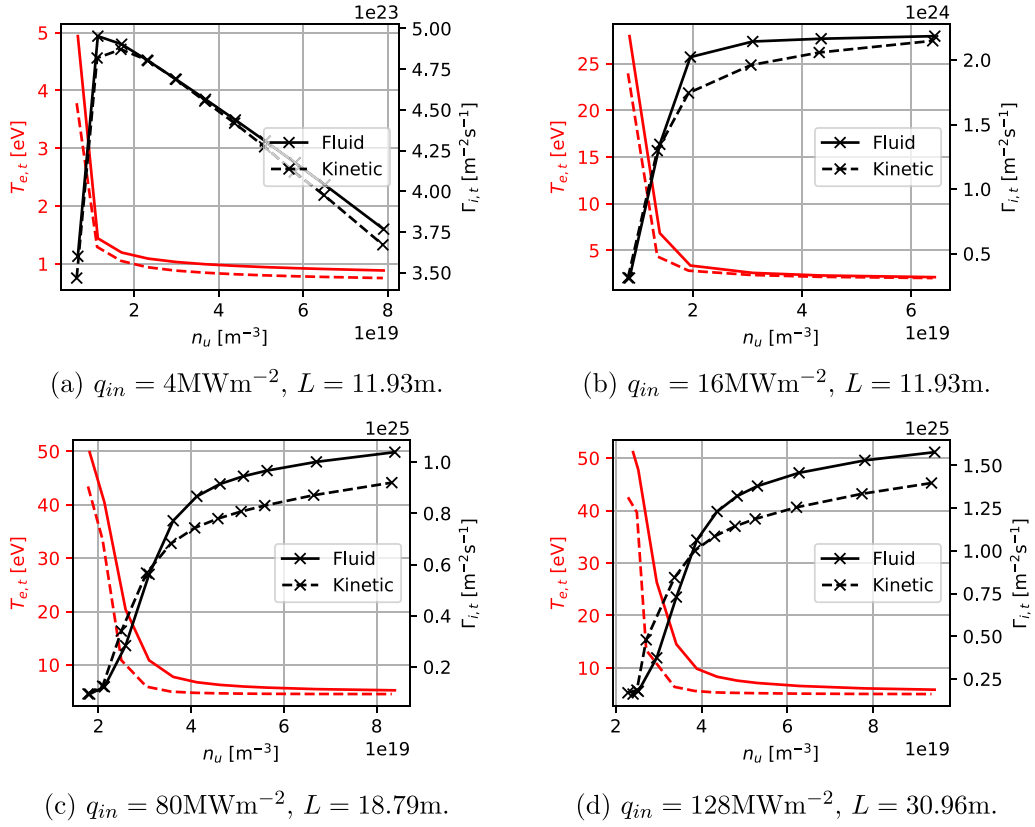 1e23
5
4
3
2
1
T_{e,t} [eV]
5.00
4.75
4.50
4.25
4.00
3.75
3.50
Γ_{i,t} [m⁻²s⁻¹]
Fluid
Kinetic
2 4 6 8
n_u [m⁻³]
1e19
(a) q_{in} = 4MWm⁻², L = 11.93m.
1e24
25
20
15
10
5
T_{e,t} [eV]
2.0
1.5
1.0
0.5
Γ_{i,t} [m⁻²s⁻¹]
Fluid
Kinetic
2 4 6
n_u [m⁻³]
1e19
(b) q_{in} = 16MWm⁻², L = 11.93m.
1e25
50
40
30
20
10
T_{e,t} [eV]
1.0
0.8
0.6
0.4
0.2
Γ_{i,t} [m⁻²s⁻¹]
Fluid
Kinetic
2 4 6 8
n_u [m⁻³]
1e19
(c) q_{in} = 80MWm⁻², L = 18.79m.
1e25
50
40
30
20
10
T_{e,t} [eV]
1.50
1.25
1.00
0.75
0.50
0.25
Γ_{i,t} [m⁻²s⁻¹]
Fluid
Kinetic
2 4 6 8
n_u [m⁻³]
1e19
(d) q_{in} = 128MWm⁻², L = 30.96m.